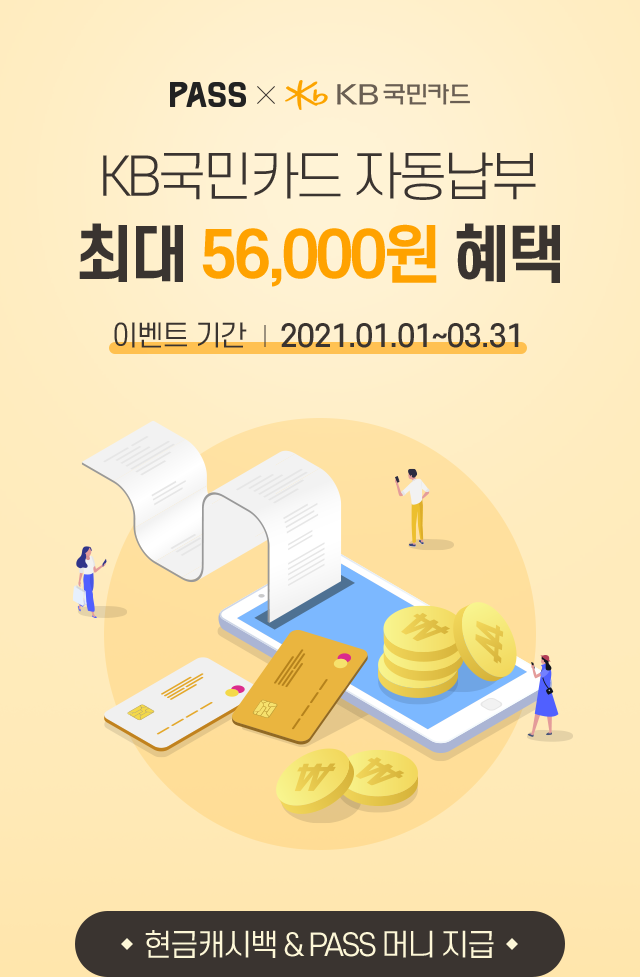 PASS × Kb KB국민카드
KB국민카드 자동납부
최대 56,000원 혜택
이벤트 기간 | 2021.01.01~03.31
현금캐시백 & PASS 머니 지급